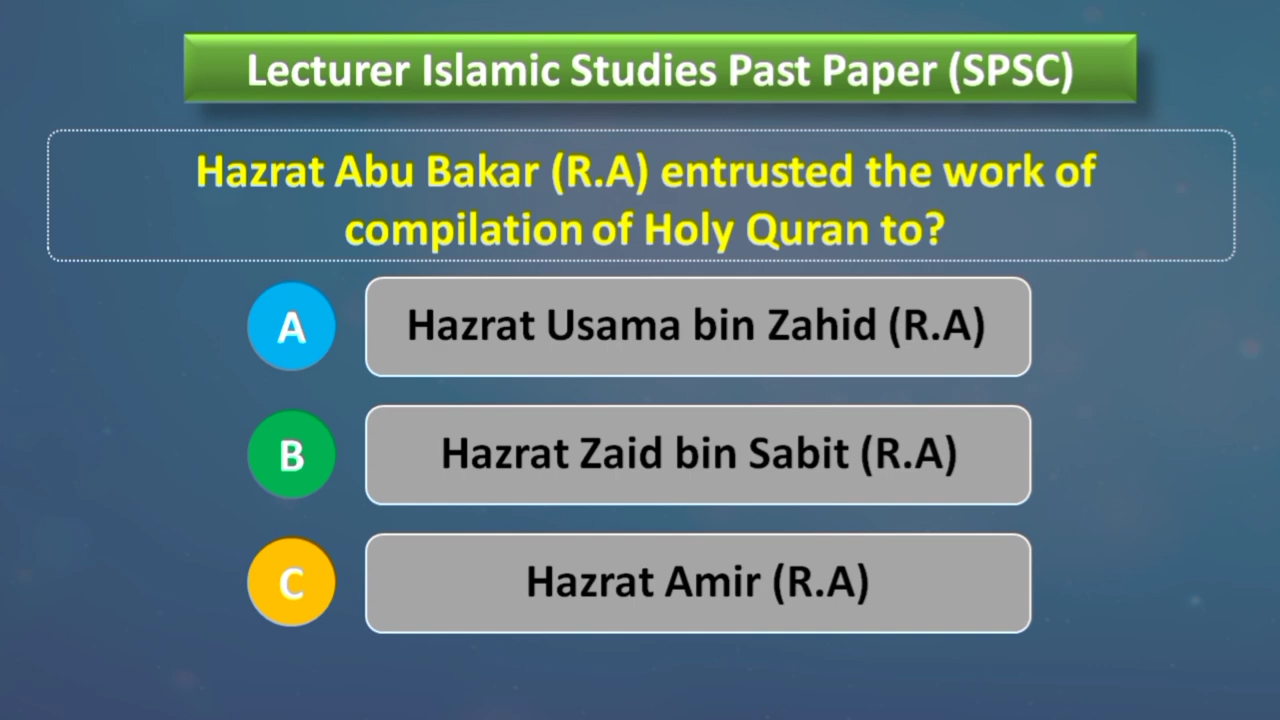 Lecturer Islamic Studies Past Paper (SPSC)
Hazrat Abu Bakar (R.A) entrusted the work of
compilation of Holy Quran to?
A Hazrat Usama bin Zahid (R.A)
B Hazrat Zaid bin Sabit (R.A)
C Hazrat Amir (R.A)